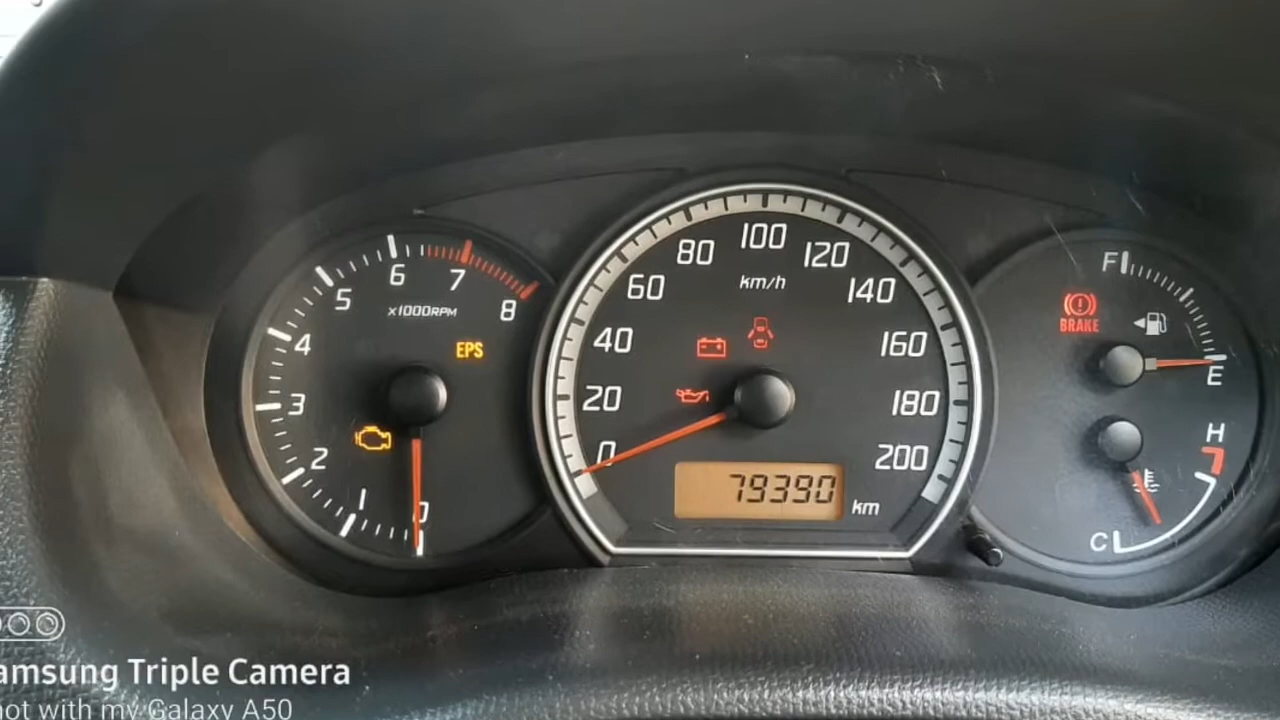 0
1
2
3
4
5
6
7
8
x1000RPM
EPS
0
20
40
60
80
100
120
140
160
180
200
km/h
79390 km
F
BRAKE
E
H
C
amsung Triple Camera
hot with my Galaxy A50